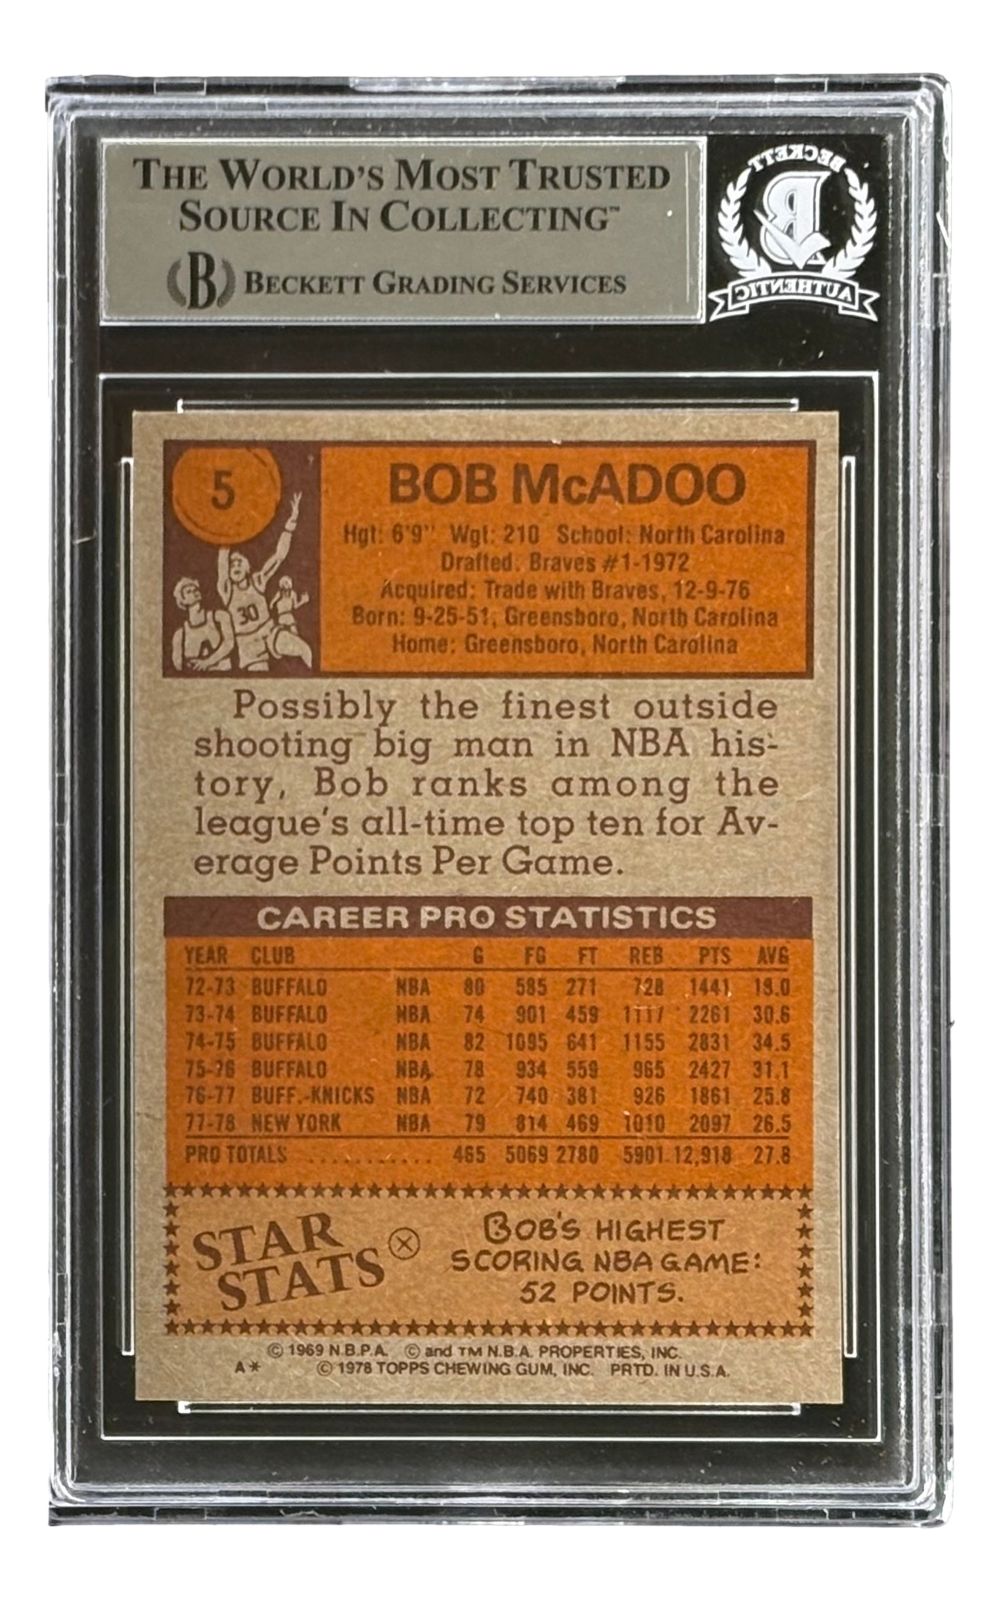 THE WORLD'S MOST TRUSTED
SOURCE IN COLLECTING™
B BECKETT GRADING SERVICES
BECKETT
B
AUTHENTIC
5
30
BOB McADOO
Hgt: 6'9" Wgt: 210 School: North Carolina
Drafted: Braves #1-1972
Acquired: Trade with Braves, 12-9-76
Born: 9-25-51, Greensboro, North Carolina
Home: Greensboro, North Carolina
Possibly the finest outside
shooting big man in NBA his-
tory, Bob ranks among the
league's all-time top ten for Av-
erage Points Per Game.
CAREER PRO STATISTICS
YEAR CLUB G FG FT REB PTS AVG
72-73 BUFFALO NBA 80 585 271 728 1441 18.0
73-74 BUFFALO NBA 74 901 459 1117 2261 30.6
74-75 BUFFALO NBA 82 1095 641 1155 2831 34.5
75-76 BUFFALO NBA 78 934 559 965 2427 31.1
76-77 BUFF.-KNICKS NBA 72 740 381 926 1861 25.8
77-78 NEW YORK NBA 79 814 469 1010 2097 26.5
PRO TOTALS ............ 465 5069 2780 5901 12,918 27.8
STAR
STATS
BOB'S HIGHEST
SCORING NBA GAME:
52 POINTS.
© 1969 N.B.P.A. © and TM N.B.A. PROPERTIES, INC.
A* © 1978 TOPPS CHEWING GUM, INC. PRTD. IN U.S.A.